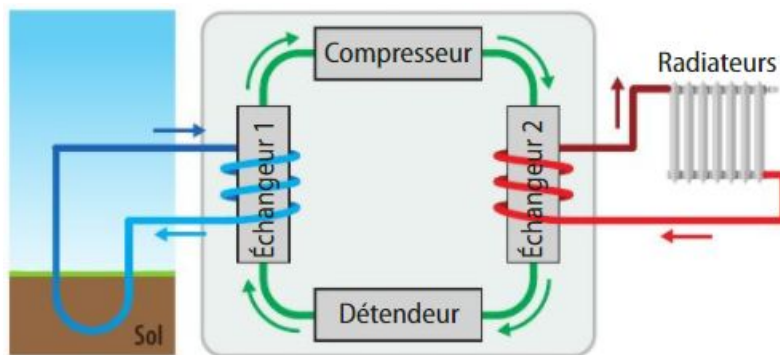 Compresseur
Radiateurs
Échangeur 1
Échangeur 2
Détendeur
Sol